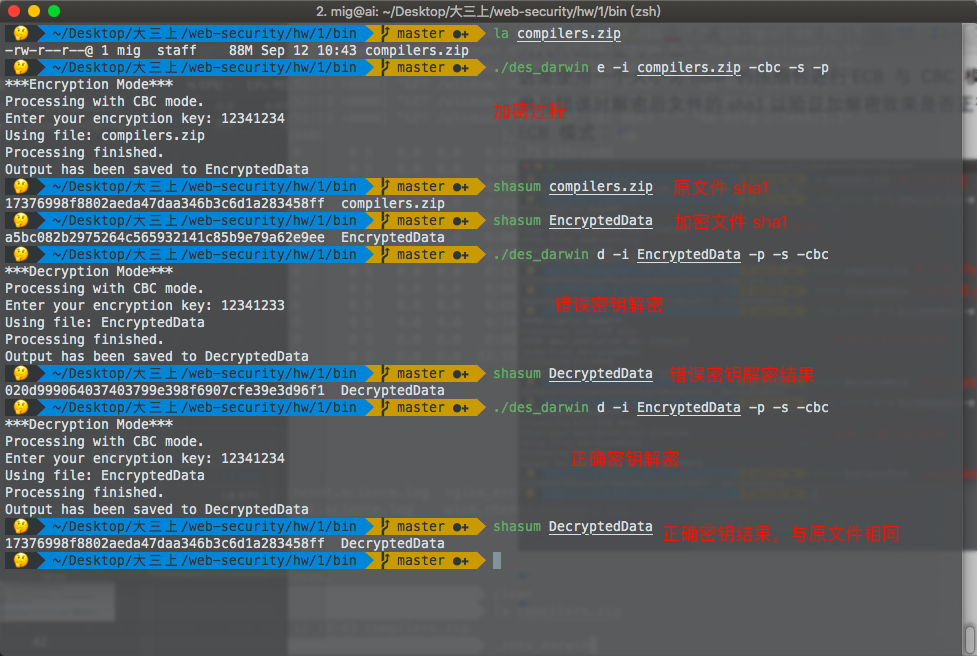 2. mig@ai: ~/Desktop/大三上/web-security/hw/1/bin (zsh)
~/Desktop/大三上/web-security/hw/1/bin master ●+ la compilers.zip
-rw-r--r--@ 1 mig staff 88M Sep 12 10:43 compilers.zip
~/Desktop/大三上/web-security/hw/1/bin master ●+ ./des_darwin e -i compilers.zip -cbc -s -p
***Encryption Mode***
Processing with CBC mode.
加密过程
Enter your encryption key: 12341234
Using file: compilers.zip
Processing finished.
Output has been saved to EncryptedData
~/Desktop/大三上/web-security/hw/1/bin master ●+ shasum compilers.zip 原文件 sha1
17376998f8802aeda47daa346b3c6d1a283458ff compilers.zip
~/Desktop/大三上/web-security/hw/1/bin master ●+ shasum EncryptedData 加密文件 sha1
a5bc082b2975264c565932141c85b9e79a62e9ee EncryptedData
~/Desktop/大三上/web-security/hw/1/bin master ●+ ./des_darwin d -i EncryptedData -p -s -cbc
***Decryption Mode***
Processing with CBC mode.
Enter your encryption key: 12341233 错误密钥解密
Using file: EncryptedData
Processing finished.
Output has been saved to DecryptedData
~/Desktop/大三上/web-security/hw/1/bin master ●+ shasum DecryptedData 错误密钥解密结果
020d999064037403799e398f6907cfe39e3d96f1 DecryptedData
~/Desktop/大三上/web-security/hw/1/bin master ●+ ./des_darwin d -i EncryptedData -p -s -cbc
***Decryption Mode***
Processing with CBC mode.
Enter your encryption key: 12341234 正确密钥解密
Using file: EncryptedData
Processing finished.
Output has been saved to DecryptedData
~/Desktop/大三上/web-security/hw/1/bin master ●+ shasum DecryptedData 正确密钥结果，与原文件相同
17376998f8802aeda47daa346b3c6d1a283458ff DecryptedData
~/Desktop/大三上/web-security/hw/1/bin master ●+